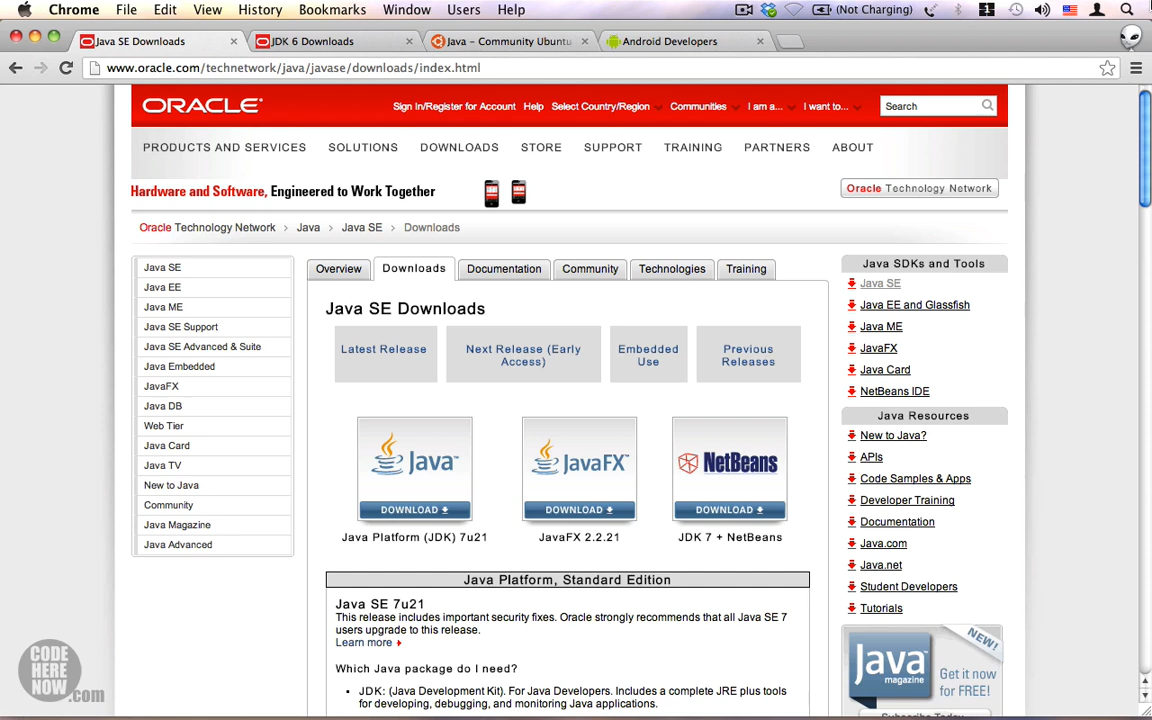 Chrome File Edit View History Bookmarks Window Users Help (Not Charging) 1
Java SE Downloads JDK 6 Downloads Java – Community Ubuntu Android Developers
www.oracle.com/technetwork/java/javase/downloads/index.html
ORACLE Sign In/Register for Account Help Select Country/Region Communities I am a... I want to... Search
PRODUCTS AND SERVICES SOLUTIONS DOWNLOADS STORE SUPPORT TRAINING PARTNERS ABOUT
Hardware and Software, Engineered to Work Together Oracle Technology Network
Oracle Technology Network › Java › Java SE › Downloads
Java SE
Java EE
Java ME
Java SE Support
Java SE Advanced & Suite
Java Embedded
JavaFX
Java DB
Web Tier
Java Card
Java TV
New to Java
Community
Java Magazine
Java Advanced
Overview Downloads Documentation Community Technologies Training
Java SE Downloads
Latest Release
Next Release (Early
Access)
Embedded
Use
Previous
Releases
Java
DOWNLOAD
Java Platform (JDK) 7u21
JavaFX
DOWNLOAD
JavaFX 2.2.21
NetBeans
DOWNLOAD
JDK 7 + NetBeans
Java Platform, Standard Edition
Java SE 7u21
This release includes important security fixes. Oracle strongly recommends that all Java SE 7
users upgrade to this release.
Learn more
Which Java package do I need?
• JDK: (Java Development Kit). For Java Developers. Includes a complete JRE plus tools
for developing, debugging, and monitoring Java applications.
Java SDKs and Tools
Java SE
Java EE and Glassfish
Java ME
JavaFX
Java Card
NetBeans IDE
Java Resources
New to Java?
APIs
Code Samples & Apps
Developer Training
Documentation
Java.com
Java.net
Student Developers
Tutorials
NEW!
Java
magazine
Get it now
for FREE!
Subscribe Today
CODE
HERE
NOW
.com